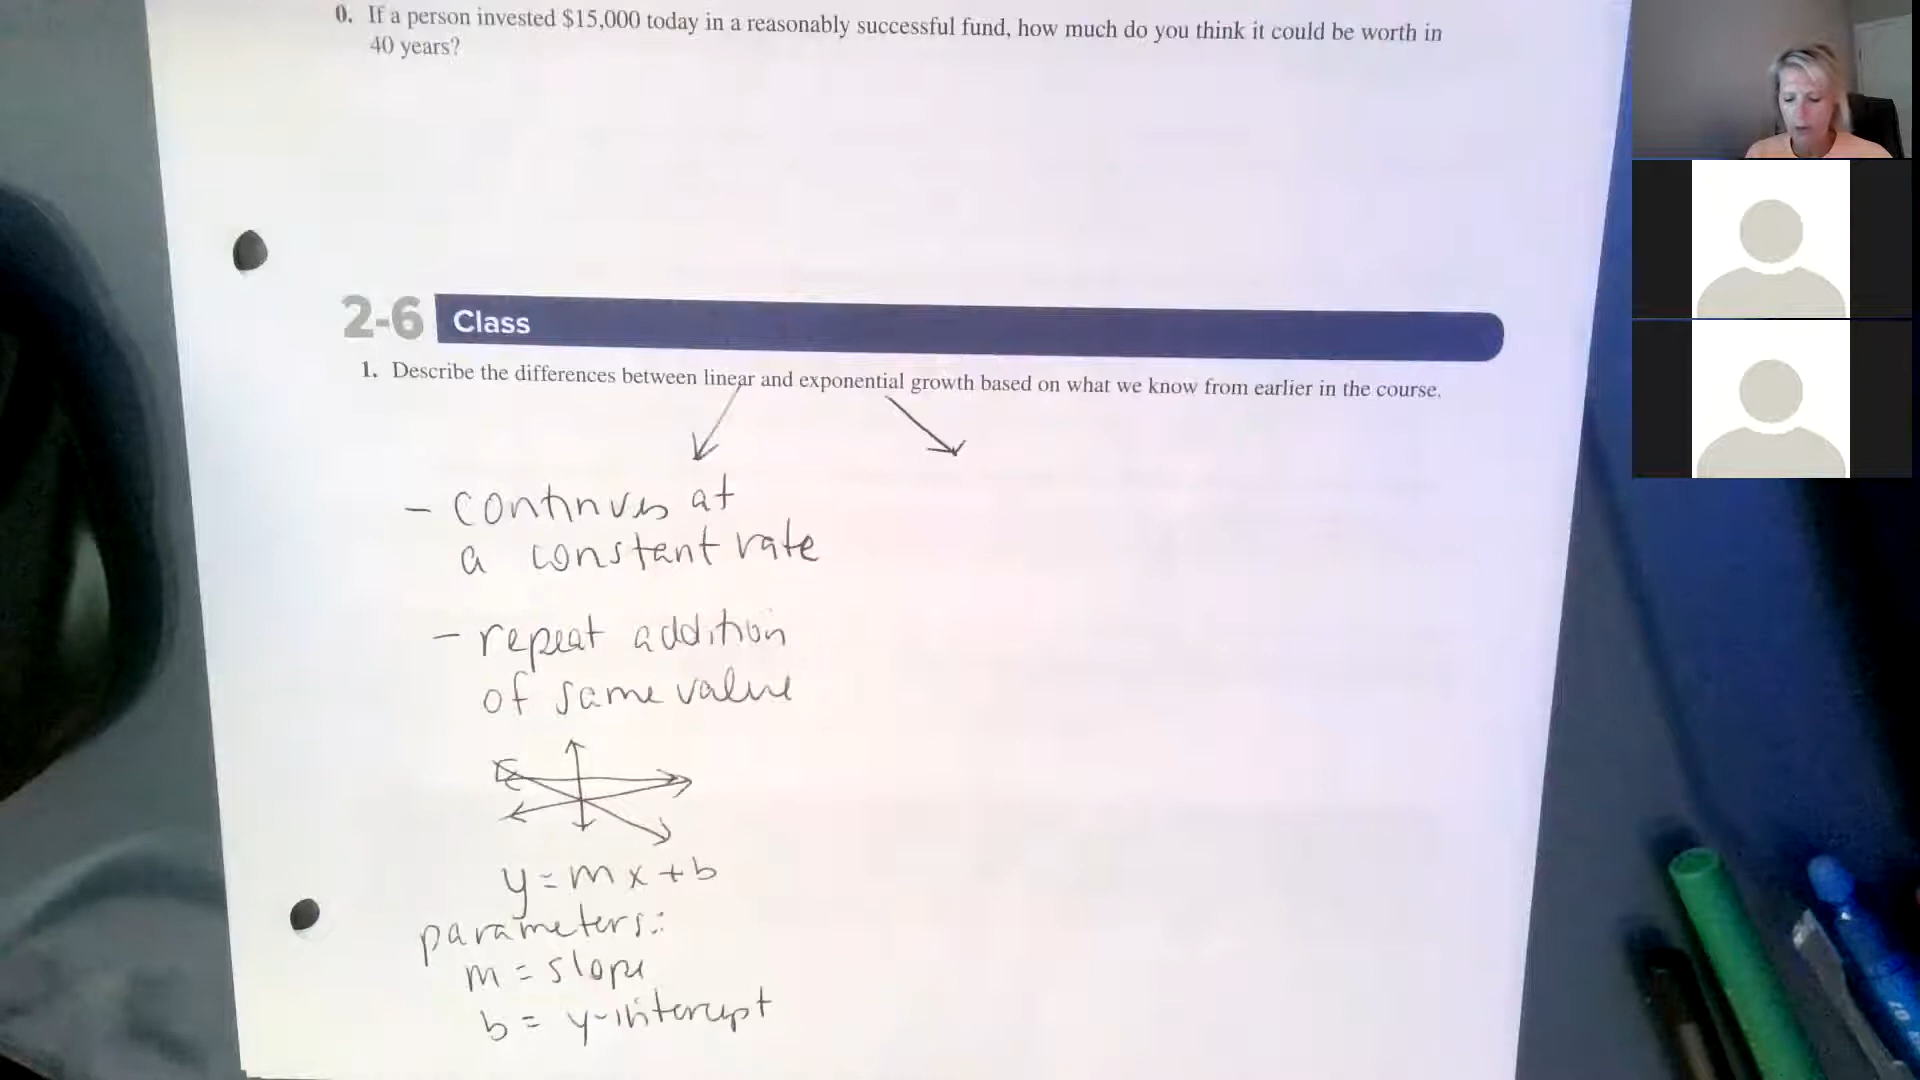 0. If a person invested $15,000 today in a reasonably successful fund, how much do you think it could be worth in
40 years?
2-6 Class
1. Describe the differences between linear and exponential growth based on what we know from earlier in the course.
- continues at
a constant rate
- repeat addition
of same value
y = mx + b
parameters:
m = slope
b = y-intercept